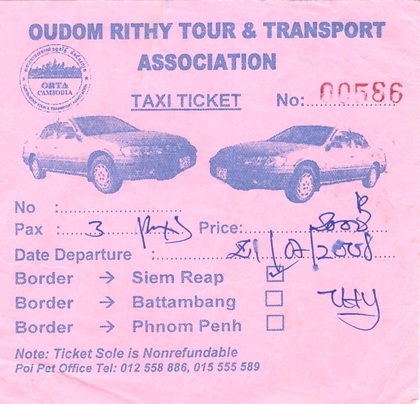 OUDOM RITHY TOUR & TRANSPORT
ASSOCIATION
ORTA
CAMBODIA
TAXI TICKET No: 00586
No :
Pax : 3 Price:
Date Departure : 21/07/2008
Border → Siem Reap
Border → Battambang
Border → Phnom Penh
Note: Ticket Sole is Nonrefundable
Poi Pet Office Tel: 012 558 886, 015 555 589